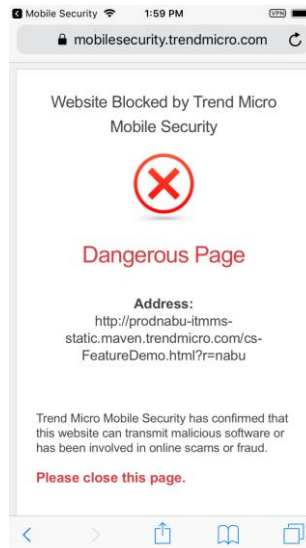 Mobile Security 1:59 PM VPN
mobilesecurity.trendmicro.com
Website Blocked by Trend Micro
Mobile Security
Dangerous Page
Address:
http://prodnabu-itmms-
static.maven.trendmicro.com/cs-
FeatureDemo.html?r=nabu
Trend Micro Mobile Security has confirmed that
this website can transmit malicious software or
has been involved in online scams or fraud.
Please close this page.